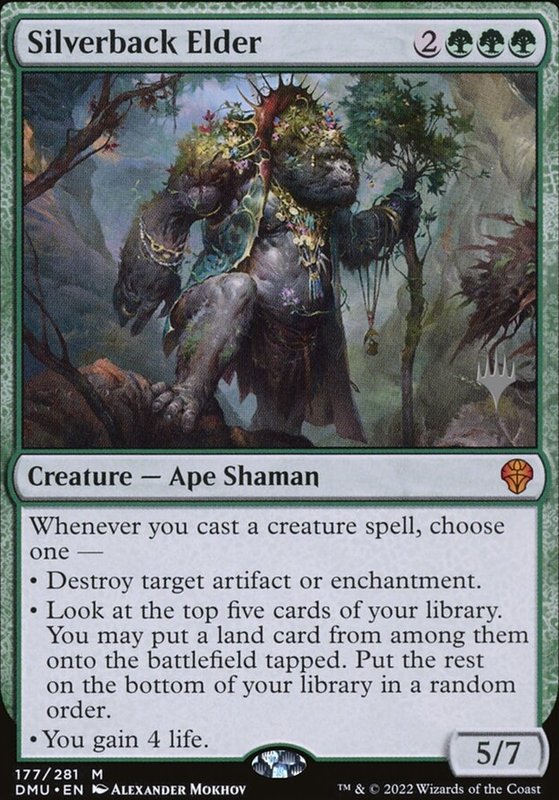 Silverback Elder 2
Creature — Ape Shaman
Whenever you cast a creature spell, choose
one —
• Destroy target artifact or enchantment.
• Look at the top five cards of your library.
You may put a land card from among them
onto the battlefield tapped. Put the rest
on the bottom of your library in a random
order.
• You gain 4 life.
5/7
177/281 M
DMU • EN ALEXANDER MOKHOV
™ & © 2022 Wizards of the Coast